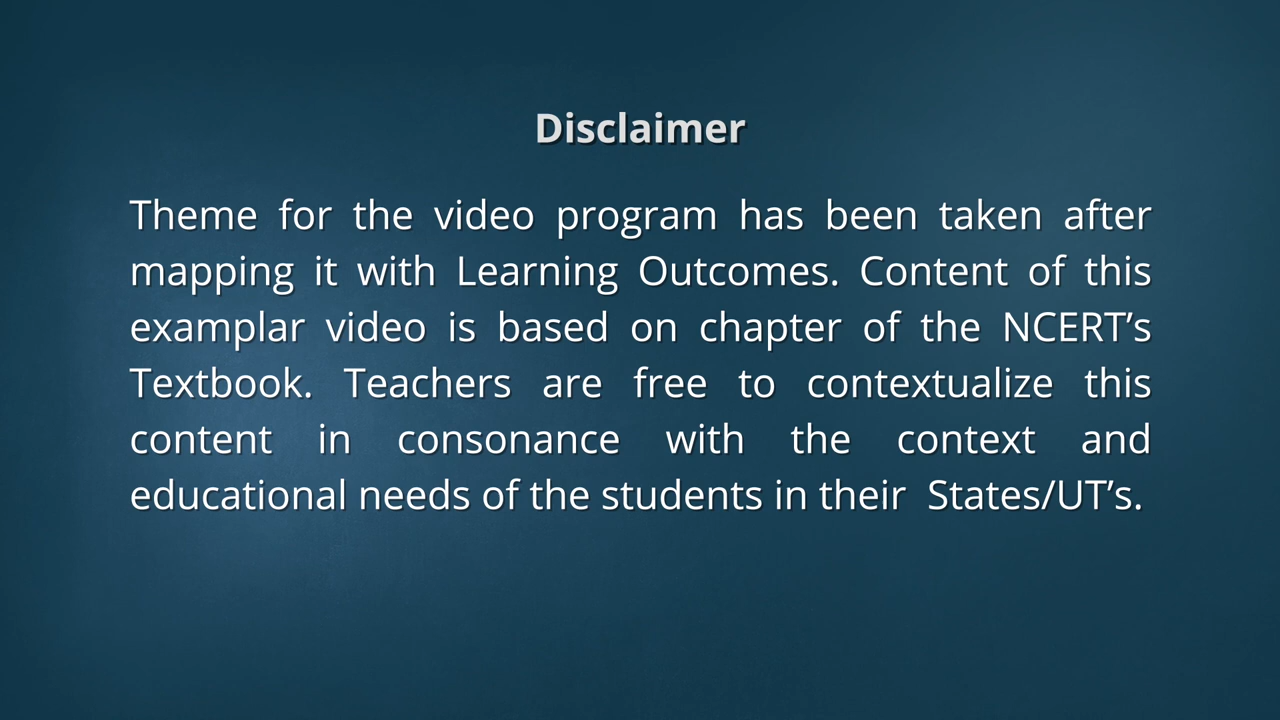 Disclaimer
Theme for the video program has been taken after
mapping it with Learning Outcomes. Content of this
examplar video is based on chapter of the NCERT’s
Textbook. Teachers are free to contextualize this
content in consonance with the context and
educational needs of the students in their States/UT’s.